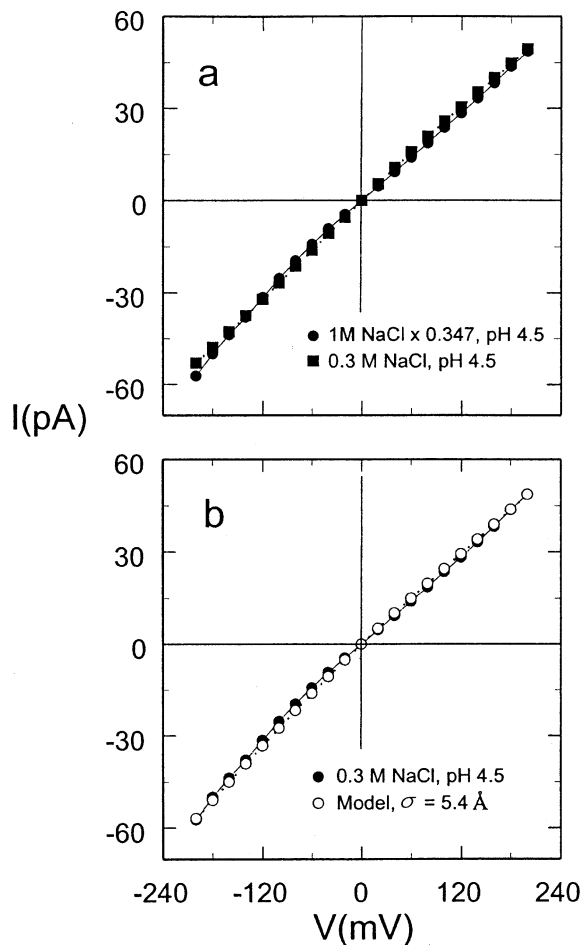 60
a
30
0
-30
● 1M NaCl x 0.347, pH 4.5
■ 0.3 M NaCl, pH 4.5
-60
I(pA)
60
b
30
0
-30
● 0.3 M NaCl, pH 4.5
○ Model, σ = 5.4 Å
-60
-240 -120 0 120 240
V(mV)